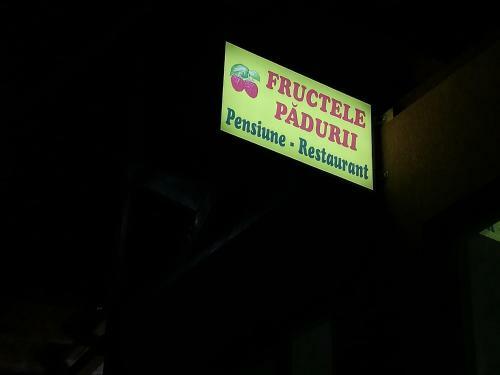 FRUCTELE
PĂDURII
Pensiune - Restaurant